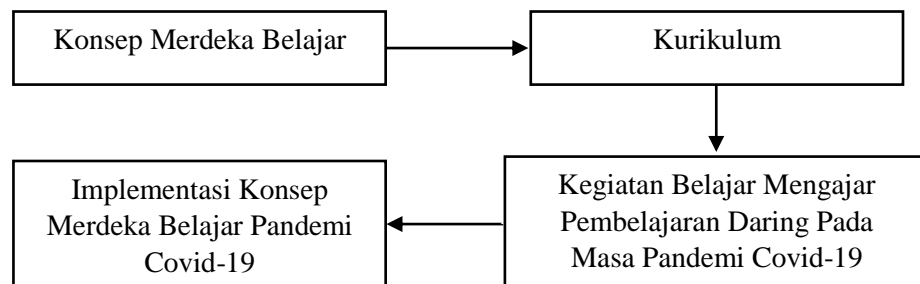 Konsep Merdeka Belajar
Kurikulum
Kegiatan Belajar Mengajar
Pembelajaran Daring Pada
Masa Pandemi Covid-19
Implementasi Konsep
Merdeka Belajar Pandemi
Covid-19